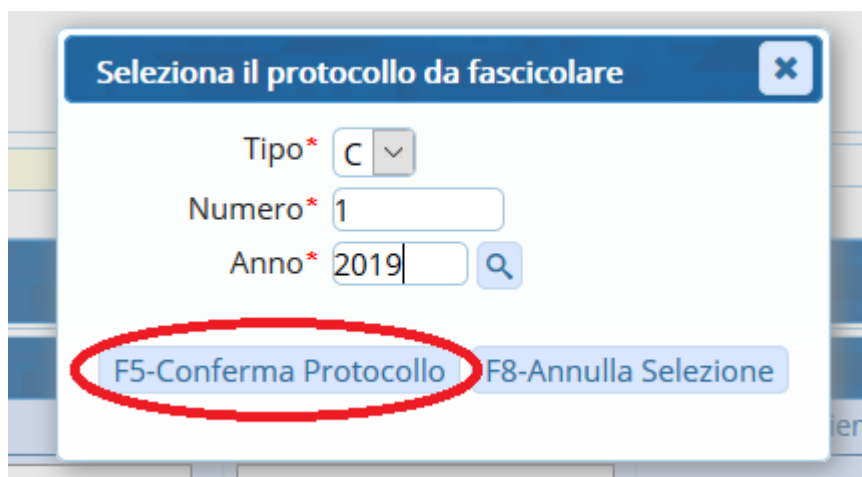 Seleziona il protocollo da fascicolare
Tipo* C
Numero* 1
Anno* 2019
F5-Conferma Protocollo F8-Annulla Selezione